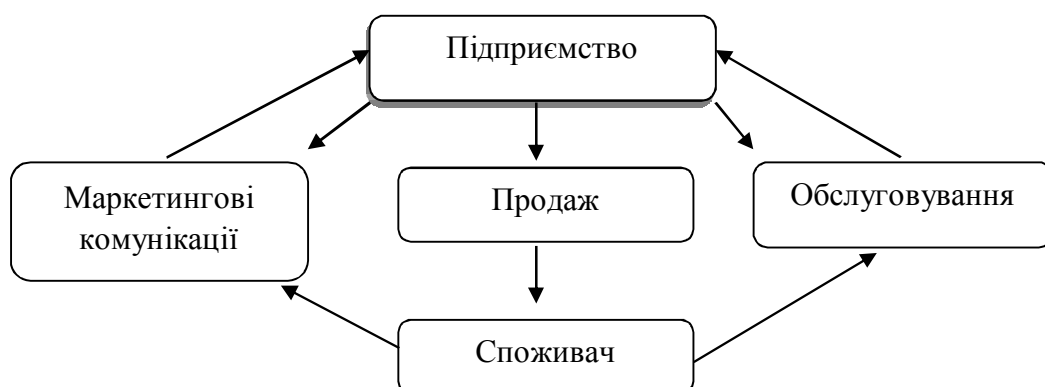 Підприємство
Маркетингові
комунікації
Продаж
Обслуговування
Споживач